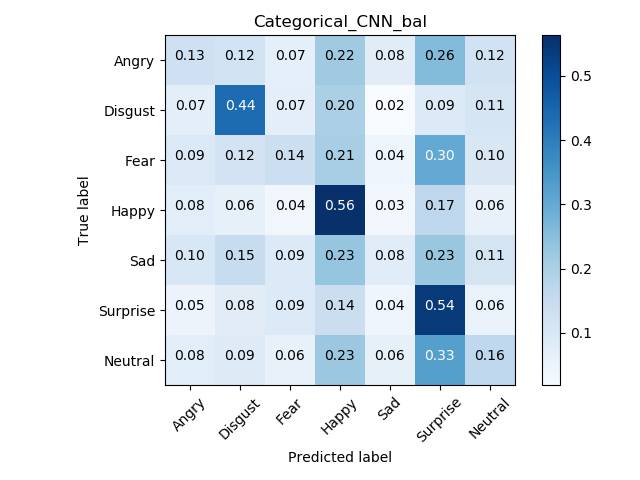 Categorical_CNN_bal
Angry 0.13 0.12 0.07 0.22 0.08 0.26 0.12
Disgust 0.07 0.44 0.07 0.20 0.02 0.09 0.11
Fear 0.09 0.12 0.14 0.21 0.04 0.30 0.10
Happy 0.08 0.06 0.04 0.56 0.03 0.17 0.06
Sad 0.10 0.15 0.09 0.23 0.08 0.23 0.11
Surprise 0.05 0.08 0.09 0.14 0.04 0.54 0.06
Neutral 0.08 0.09 0.06 0.23 0.06 0.33 0.16
Angry Disgust Fear Happy Sad Surprise Neutral
Predicted label
True label
0.5
0.4
0.3
0.2
0.1